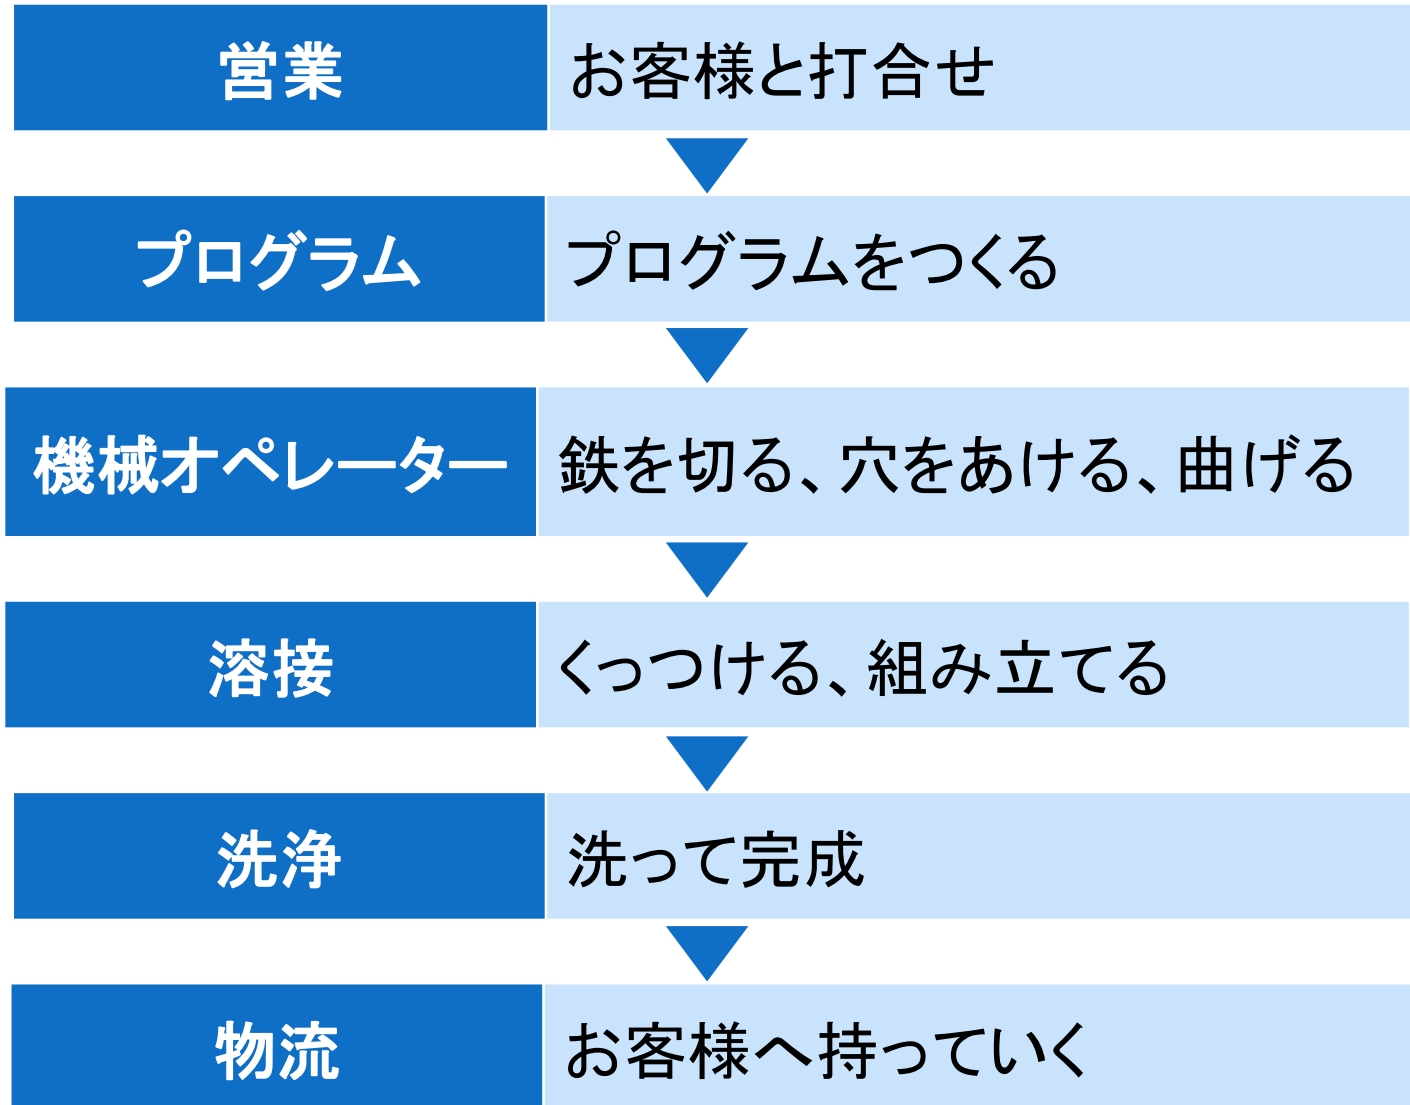 営業 お客様と打合せ
プログラム プログラムをつくる
機械オペレーター 鉄を切る、穴をあける、曲げる
溶接 くっつける、組み立てる
洗浄 洗って完成
物流 お客様へ持っていく